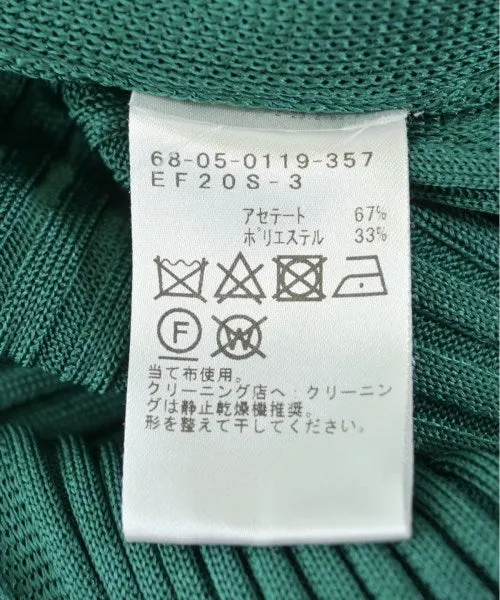 68-05-0119-357
EF20S-3
アセテート 67%
ポリエステル 33%
F W
当て布使用。
クリーニング店へ：クリーニン
グは静止乾燥機推奨。
形を整えて干してください。